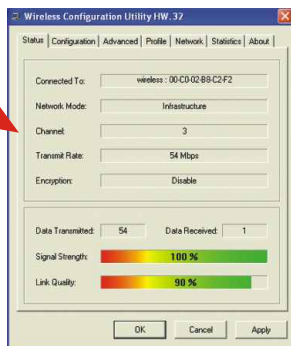 Wireless Configuration Utility HW.32
Status Configuration Advanced Profile Network Statistics About
Connected To: wireless : 00-C0-02-B8-C2-F2
Network Mode: Infrastructure
Channel: 3
Transmit Rate: 54 Mbps
Encryption: Disable
Data Transmitted: 54 Data Received: 1
Signal Strength: 100 %
Link Quality: 90 %
OK Cancel Apply